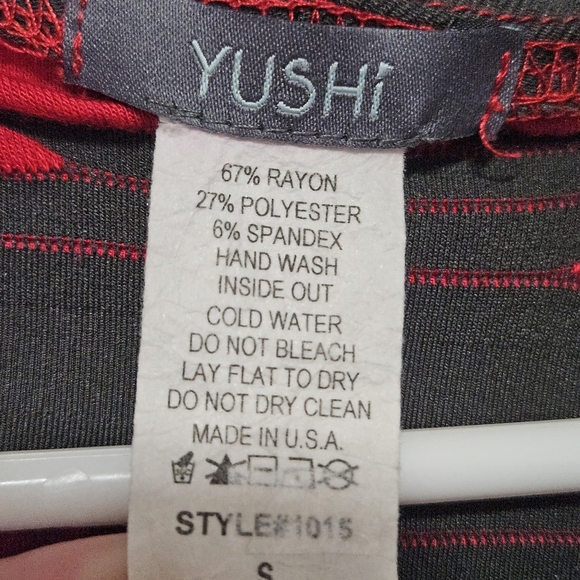 YUSHi
67% RAYON
27% POLYESTER
6% SPANDEX
HAND WASH
INSIDE OUT
COLD WATER
DO NOT BLEACH
LAY FLAT TO DRY
DO NOT DRY CLEAN
MADE IN U.S.A.
STYLE#1015
S